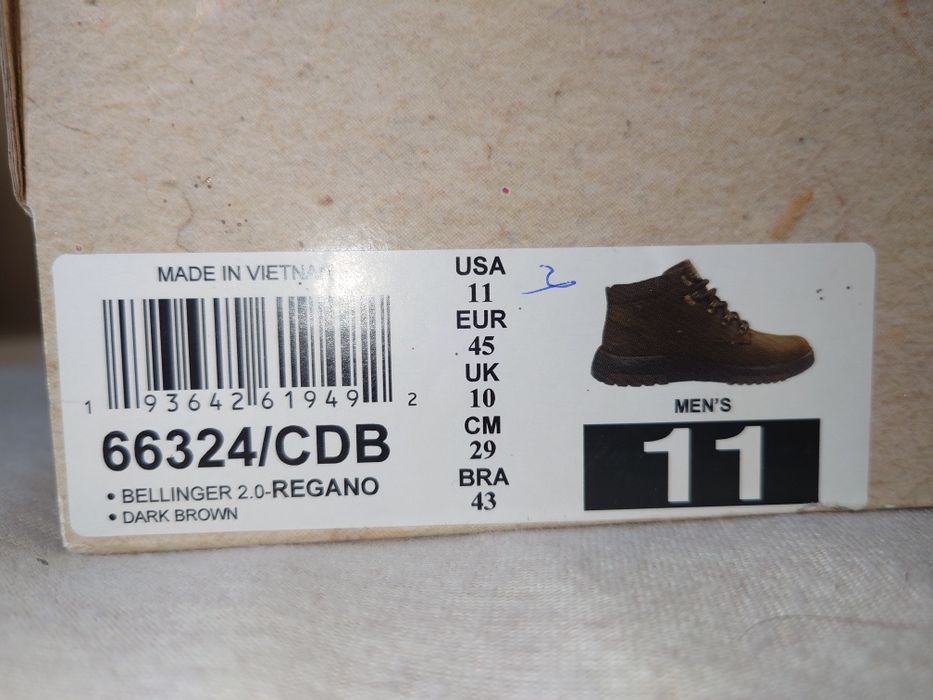 MADE IN VIETNAM
1 93642 61949 2
66324/CDB
• BELLINGER 2.0-REGANO
• DARK BROWN
USA
11
EUR
45
UK
10
CM
29
BRA
43
MEN'S
11